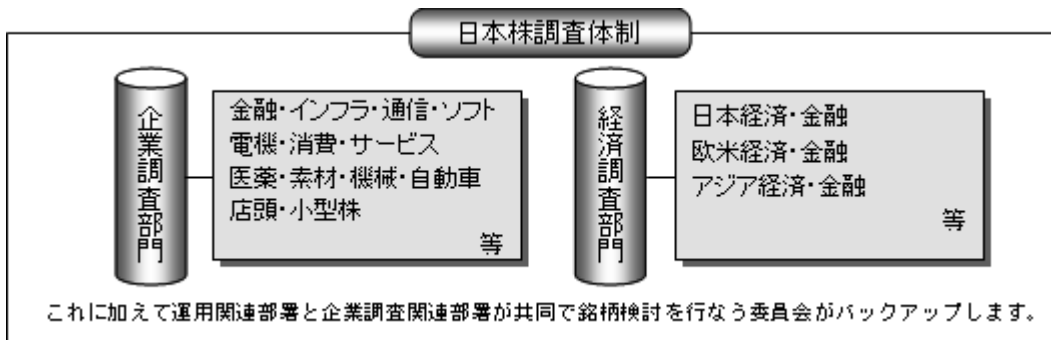 日本株調査体制
企業調査部門
金融・インフラ・通信・ソフト
電機・消費・サービス
医薬・素材・機械・自動車
店頭・小型株
等
経済調査部門
日本経済・金融
欧米経済・金融
アジア経済・金融
等
これに加えて運用関連部署と企業調査関連部署が共同で銘柄検討を行なう委員会がバックアップします。